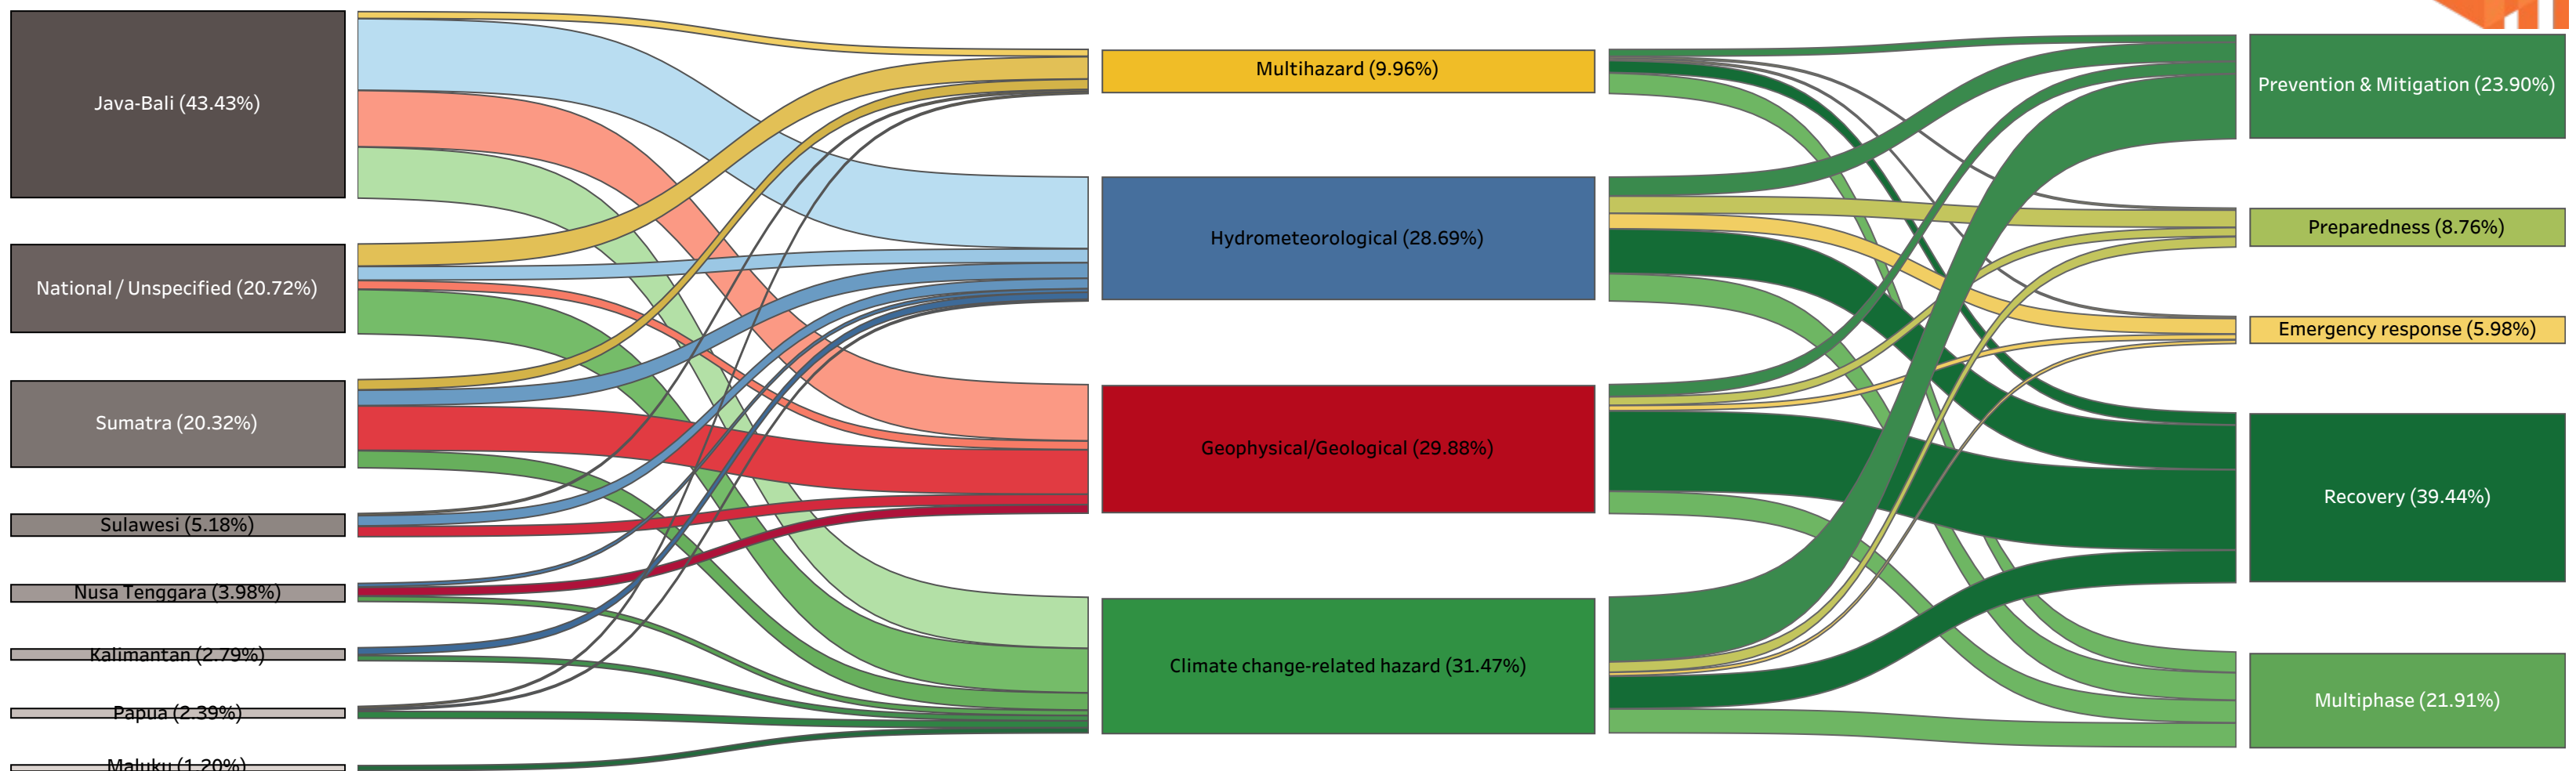 Java-Bali (43.43%)
National / Unspecified (20.72%)
Sumatra (20.32%)
Sulawesi (5.18%)
Nusa Tenggara (3.98%)
Kalimantan (2.79%)
Papua (2.39%)
Maluku (1.20%)
Multihazard (9.96%)
Hydrometeorological (28.69%)
Geophysical/Geological (29.88%)
Climate change-related hazard (31.47%)
Prevention & Mitigation (23.90%)
Preparedness (8.76%)
Emergency response (5.98%)
Recovery (39.44%)
Multiphase (21.91%)